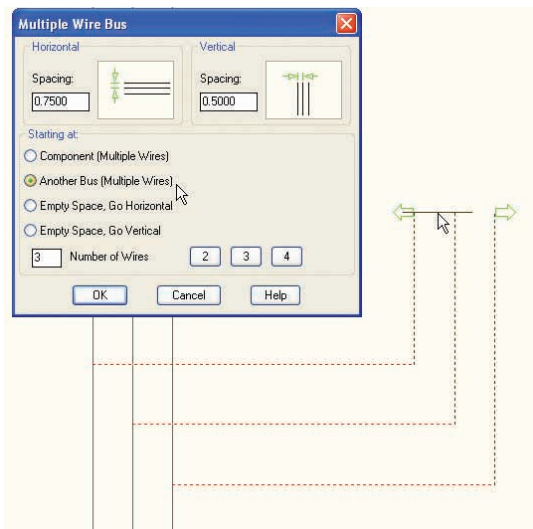 Multiple Wire Bus
Horizontal
Vertical
Spacing:
Spacing:
0.7500
0.5000
Starting at:
Component (Multiple Wires)
Another Bus (Multiple Wires)
Empty Space, Go Horizontal
Empty Space, Go Vertical
3 Number of Wires 2 3 4
OK Cancel Help